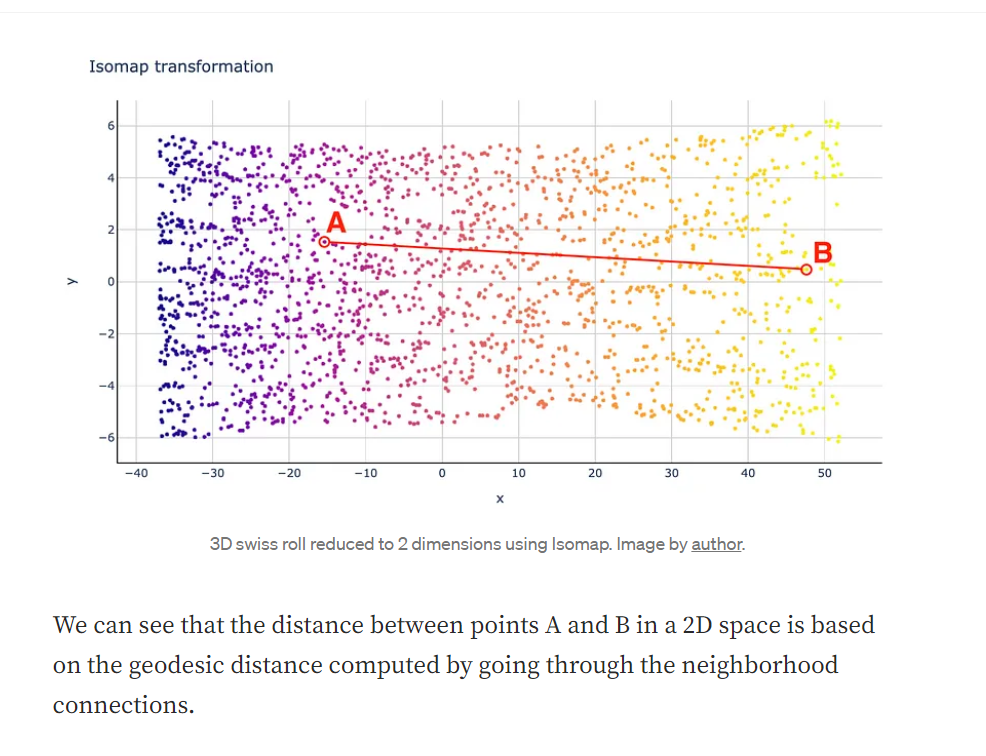 Isomap transformation
6
4
2
0
−2
−4
−6
y
A
B
−40 −30 −20 −10 0 10 20 30 40 50
x
3D swiss roll reduced to 2 dimensions using Isomap. Image by author.
We can see that the distance between points A and B in a 2D space is based
on the geodesic distance computed by going through the neighborhood
connections.